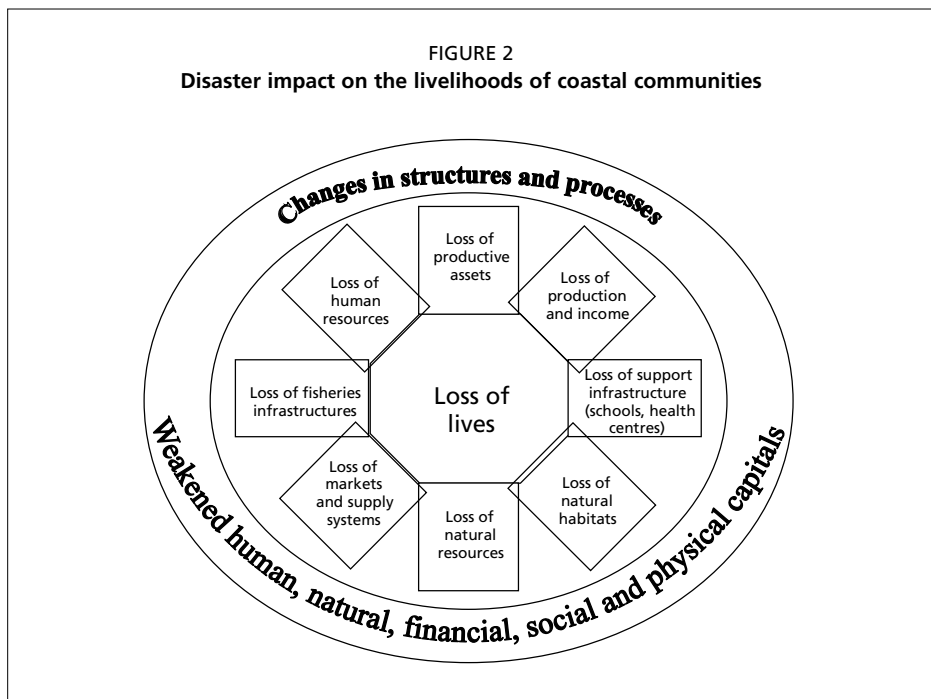 FIGURE 2
Disaster impact on the livelihoods of coastal communities
Changes in structures and processes
Loss of
productive
assets
Loss of
human
resources
Loss of
production
and income
Loss of fisheries
infrastructures
Loss of
lives
Loss of support
infrastructure
(schools, health
centres)
Loss of
markets
and supply
systems
Loss of
natural
resources
Loss of
natural
habitats
Weakened human, natural, financial, social and physical capitals